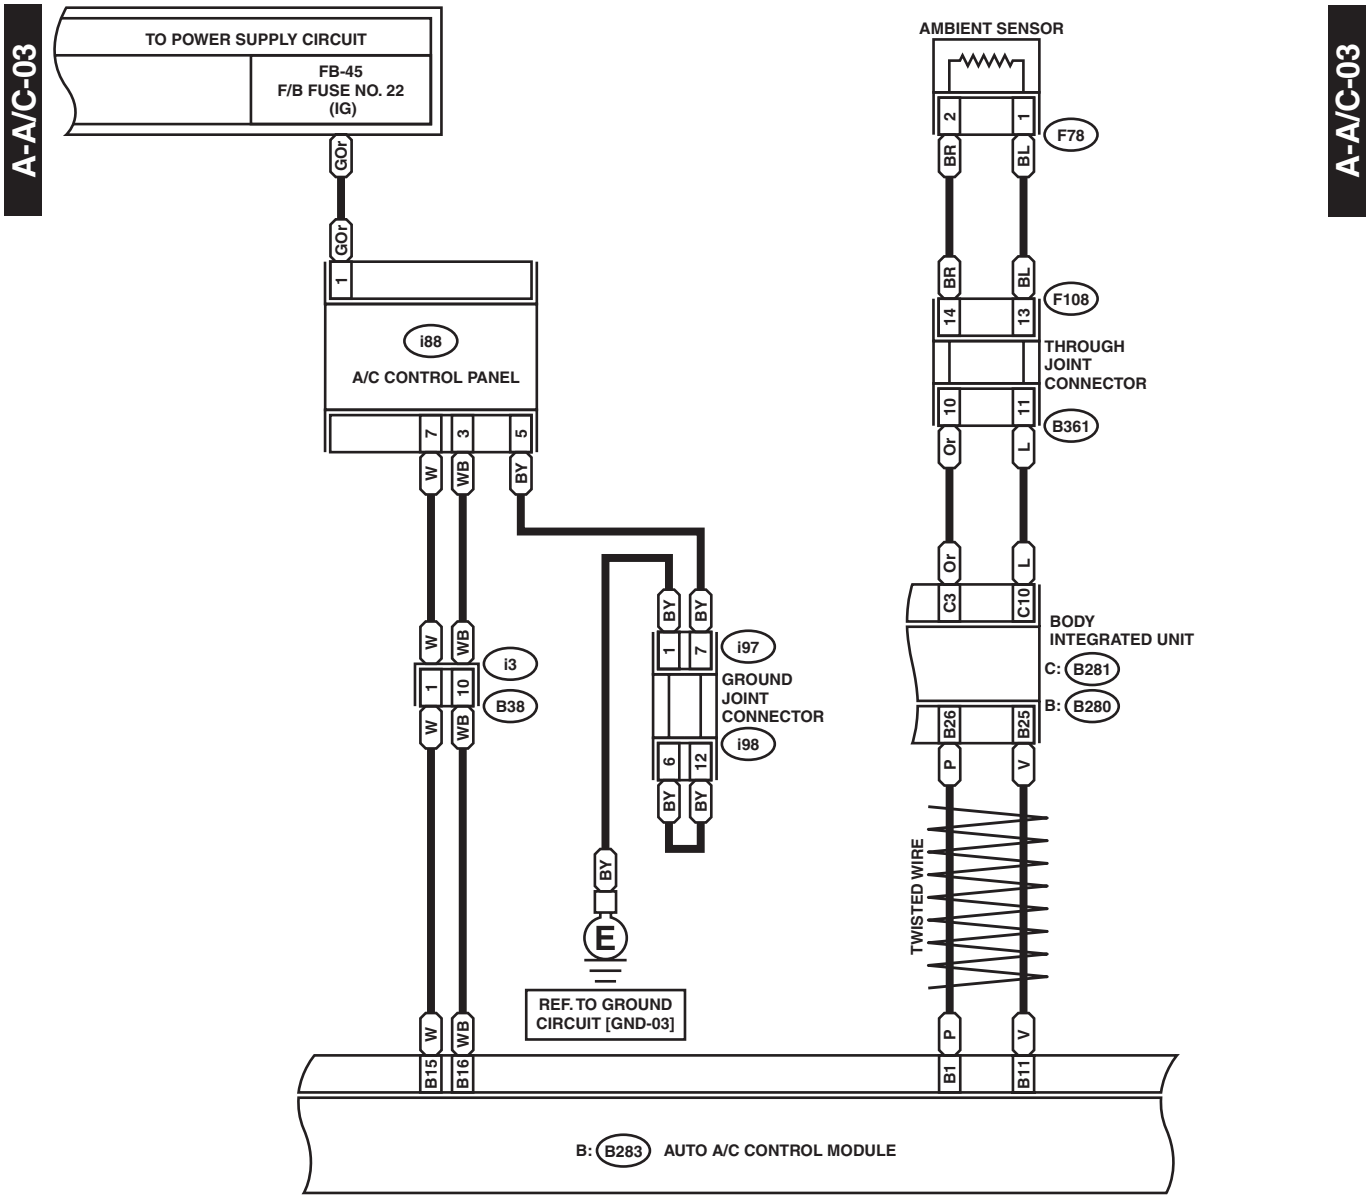 A-A/C-03
A-A/C-03
TO POWER SUPPLY CIRCUIT
FB-45
F/B FUSE NO. 22
(IG)
GOr
GOr
1
i88
A/C CONTROL PANEL
7 3 5
W WB BY
W WB
i3
1 10
B38
W WB
BY BY
1 7
i97
GROUND
JOINT
CONNECTOR
i98
6 12
BY BY
BY
E
REF. TO GROUND
CIRCUIT [GND-03]
W WB
B15 B16
AMBIENT SENSOR
2 1
F78
BR BL
BR BL
F108
14 13
THROUGH
JOINT
CONNECTOR
10 11
B361
Or L
Or L
C3 C10
BODY
INTEGRATED UNIT
C: B281
B: B280
B26 B25
P V
TWISTED WIRE
P V
B1 B11
B: B283 AUTO A/C CONTROL MODULE